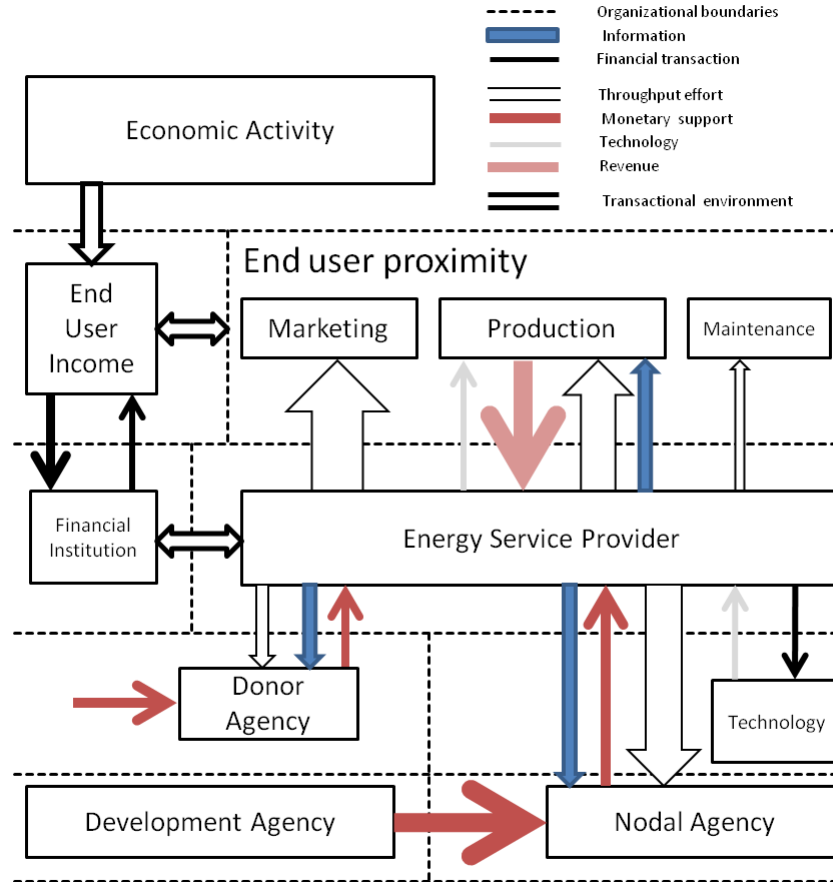 Organizational boundaries
Information
Financial transaction
Throughput effort
Monetary support
Technology
Revenue
Transactional environment
Economic Activity
End user proximity
End
User
Income
Marketing
Production
Maintenance
Financial
Institution
Energy Service Provider
Donor
Agency
Technology
Development Agency
Nodal Agency